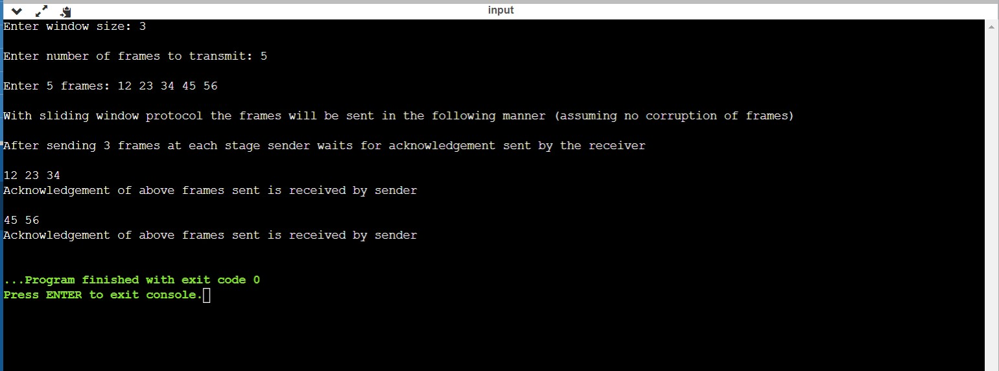 input
Enter window size: 3
Enter number of frames to transmit: 5
Enter 5 frames: 12 23 34 45 56
With sliding window protocol the frames will be sent in the following manner (assuming no corruption of frames)
After sending 3 frames at each stage sender waits for acknowledgement sent by the receiver
12 23 34
Acknowledgement of above frames sent is received by sender
45 56
Acknowledgement of above frames sent is received by sender
...Program finished with exit code 0
Press ENTER to exit console.